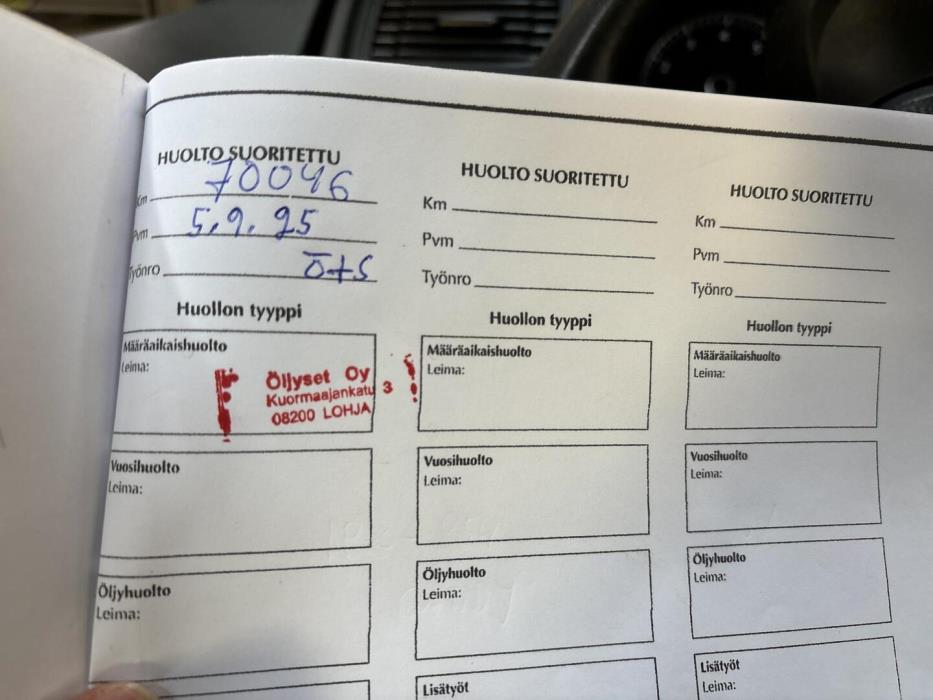 HUOLTO SUORITETTU
Km 70046
Pvm 5.9.95
Työnro Ö+S
Huollon tyyppi
Määräaikaishuolto
Leima:
Öljyset Oy
Kuormaajankatu 3
08200 LOHJA
Vuosihuolto
Leima:
Öljyhuolto
Leima:
HUOLTO SUORITETTU
Km
Pvm
Työnro
Huollon tyyppi
Määräaikaishuolto
Leima:
Vuosihuolto
Leima:
Öljyhuolto
Leima:
Lisätyöt
HUOLTO SUORITETTU
Km
Pvm
Työnro
Huollon tyyppi
Määräaikaishuolto
Leima:
Vuosihuolto
Leima:
Öljyhuolto
Leima:
Lisätyöt
Leima: